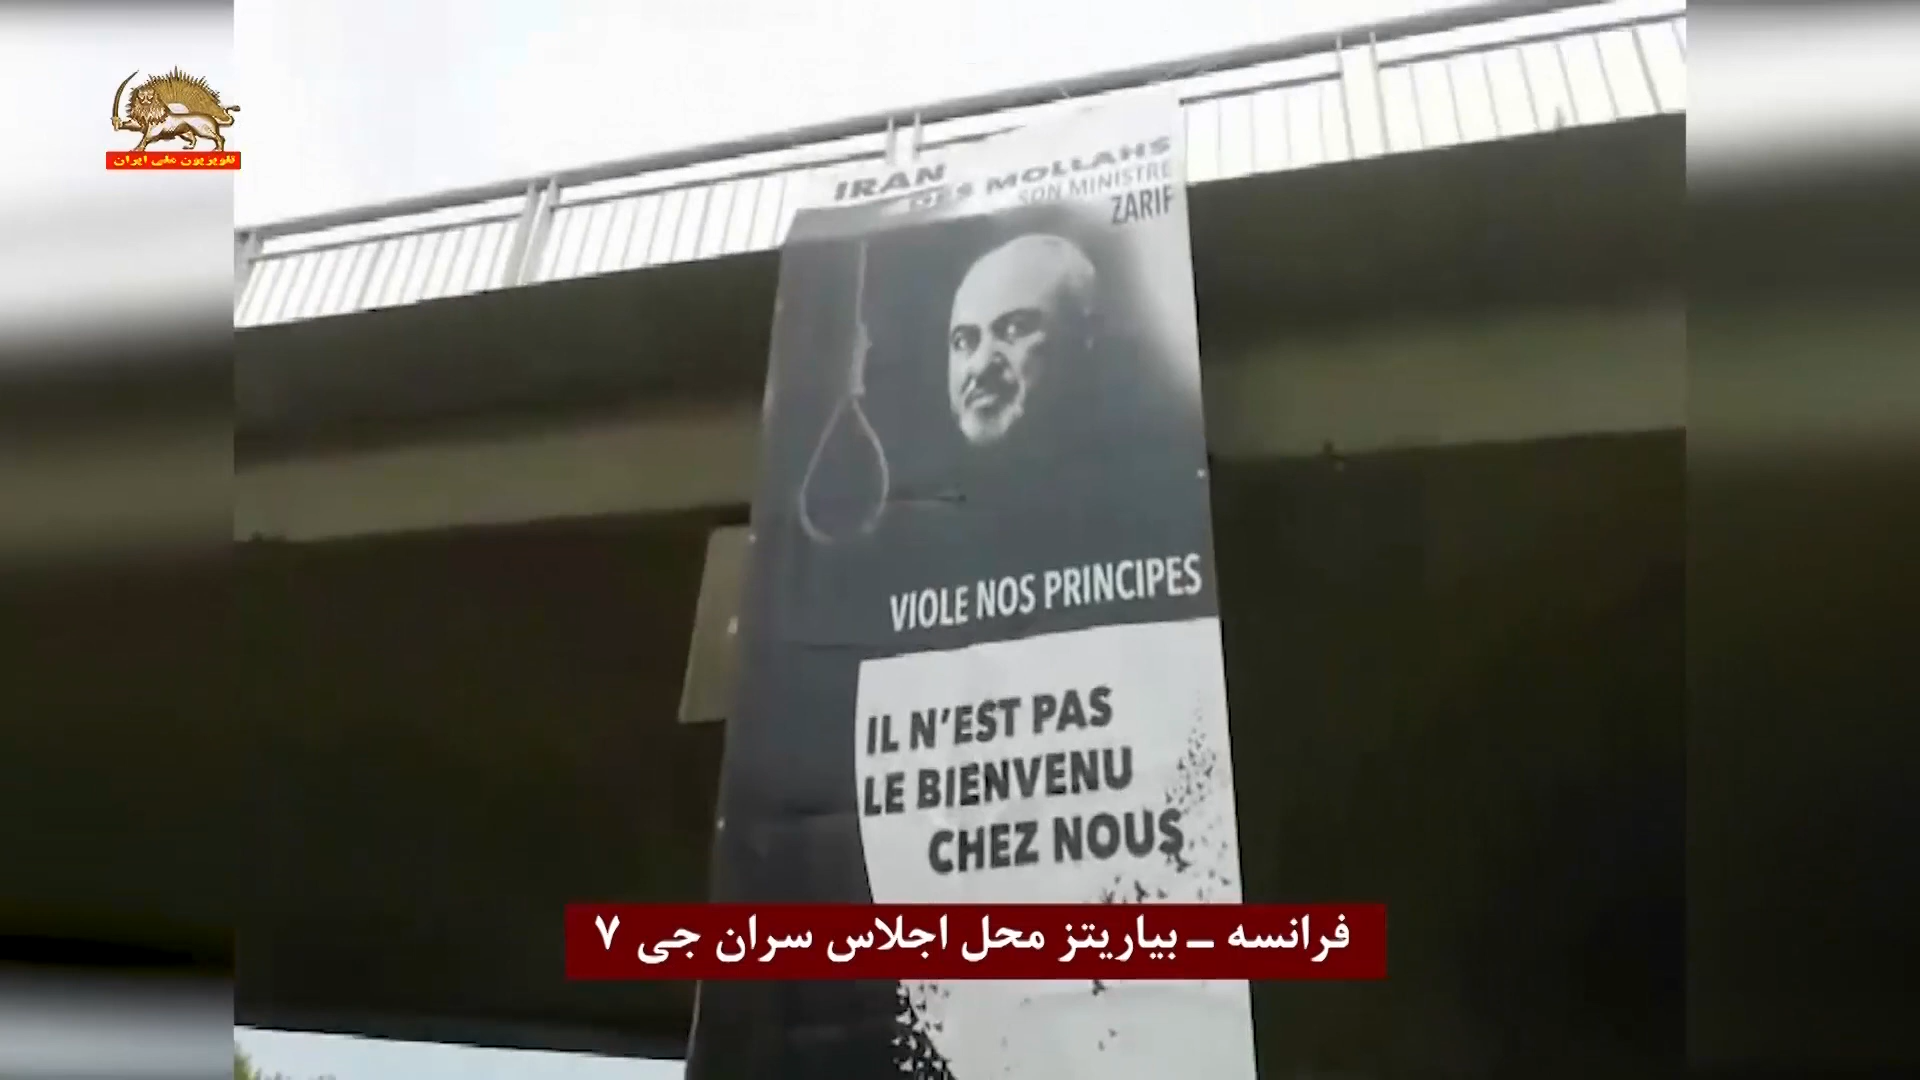 تلویزیون ملی ایران
IRAN
DES MOLLAHS
SON MINISTRE
ZARIF
VIOLE NOS PRINCIPES
IL N'EST PAS
LE BIENVENU
CHEZ NOUS
فرانسه ـ بیاریتز محل اجلاس سران جی ۷